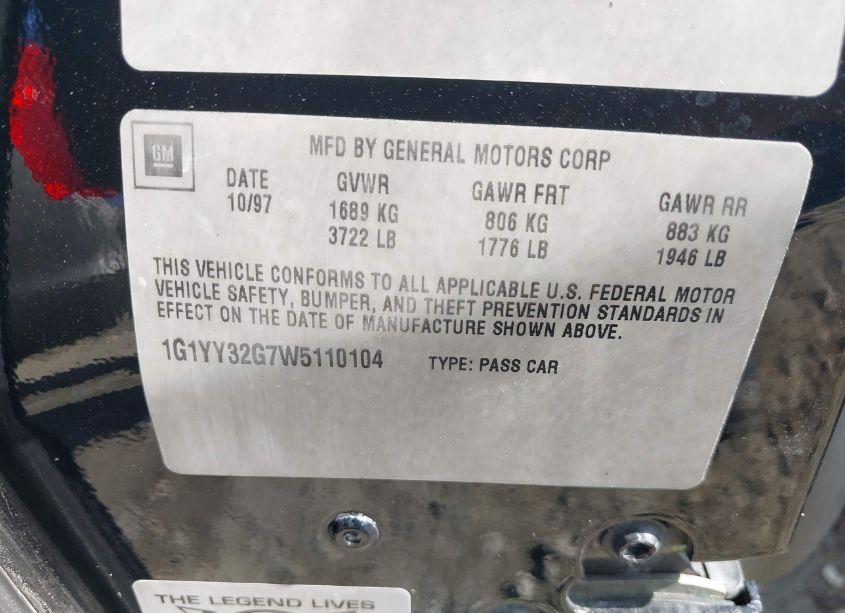 GM
MFD BY GENERAL MOTORS CORP
DATE GVWR GAWR FRT GAWR RR
10/97 1689 KG 806 KG 883 KG
3722 LB 1776 LB 1946 LB
THIS VEHICLE CONFORMS TO ALL APPLICABLE U.S. FEDERAL MOTOR
VEHICLE SAFETY, BUMPER, AND THEFT PREVENTION STANDARDS IN
EFFECT ON THE DATE OF MANUFACTURE SHOWN ABOVE.
1G1YY32G7W5110104 TYPE: PASS CAR
THE LEGEND LIVES